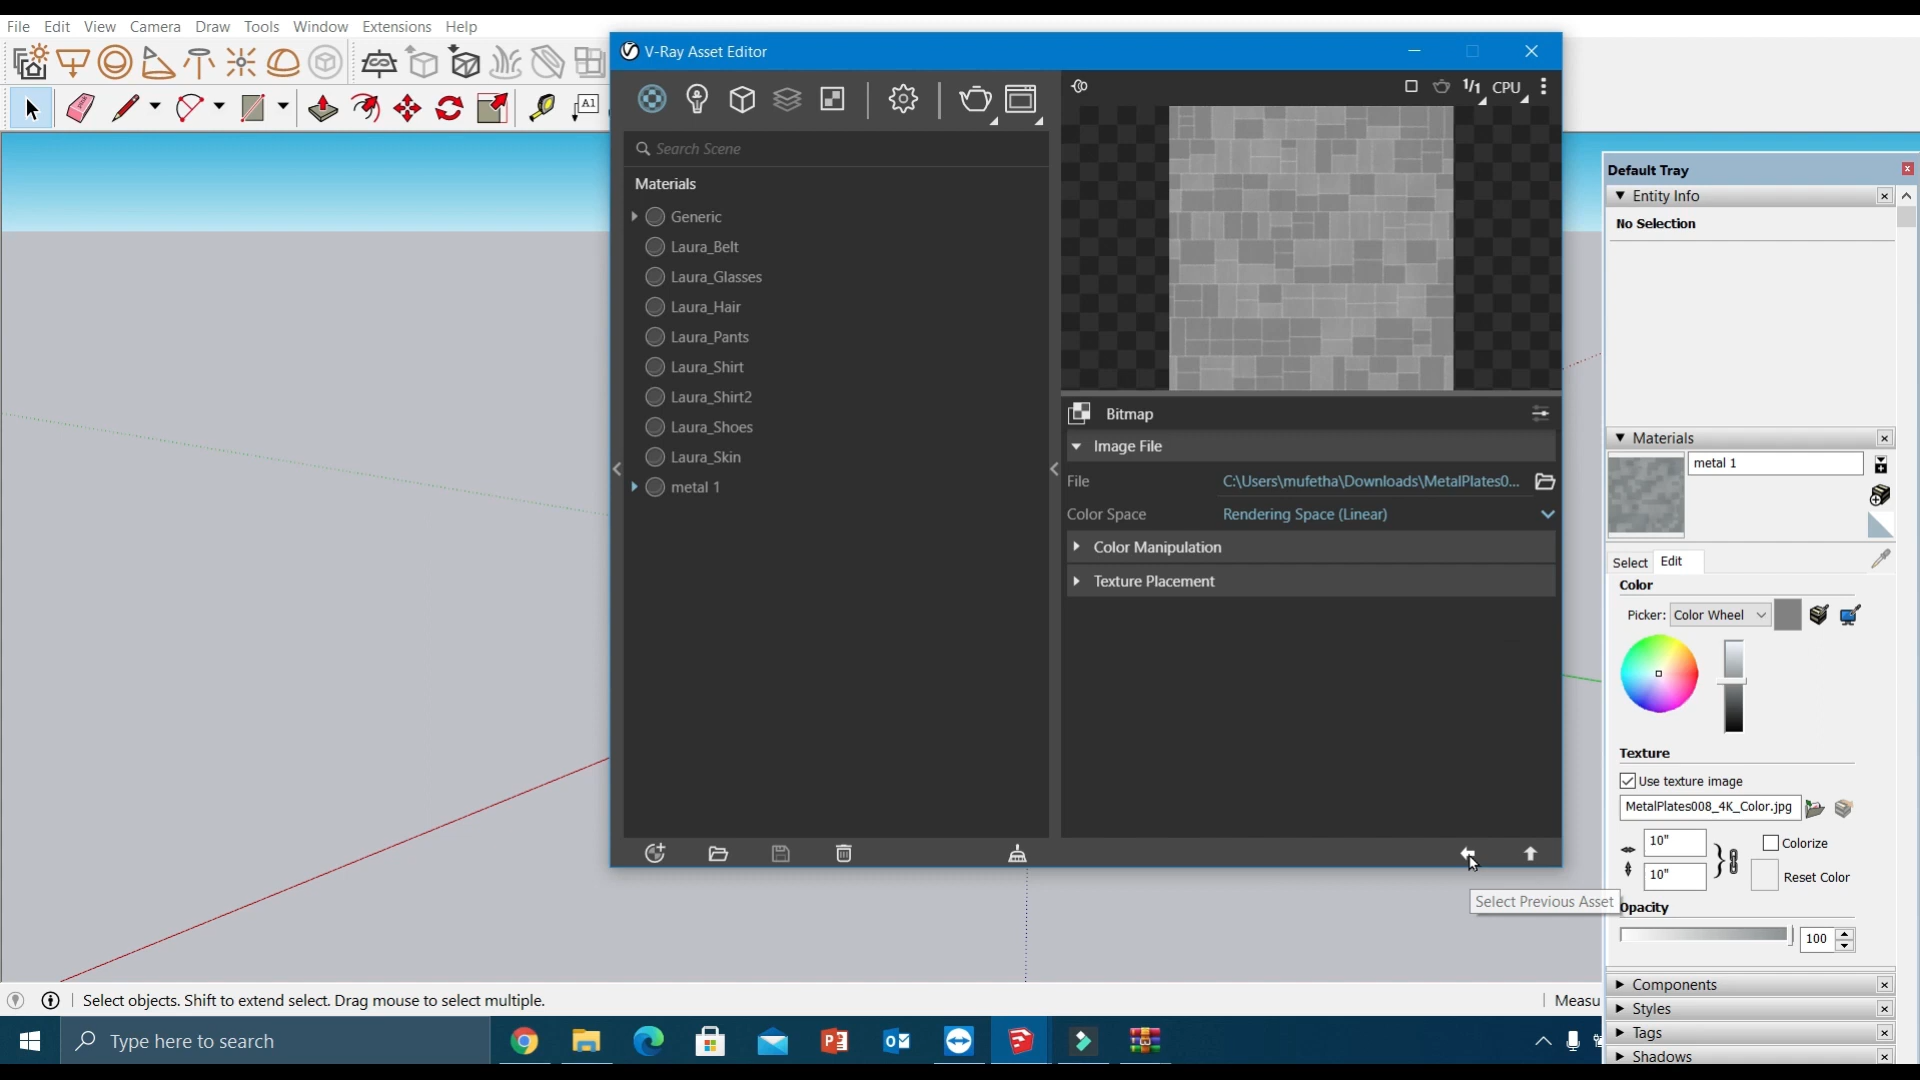 File Edit View Camera Draw Tools Window Extensions Help
V-Ray Asset Editor
1/1 CPU
A1
Search Scene
Materials
Generic
Laura_Belt
Laura_Glasses
Laura_Hair
Laura_Pants
Laura_Shirt
Laura_Shirt2
Laura_Shoes
Laura_Skin
metal 1
Bitmap
Image File
File C:\Users\mufetha\Downloads\MetalPlates0...
Color Space Rendering Space (Linear)
Color Manipulation
Texture Placement
Select Previous Asset
Default Tray
Entity Info
No Selection
Materials
metal 1
Select Edit
Color
Picker: Color Wheel
Texture
Use texture image
MetalPlates008_4K_Color.jpg
10" Colorize
10" Reset Color
Opacity
100
Components
Styles
Tags
Shadows
Select objects. Shift to extend select. Drag mouse to select multiple. Measu
Type here to search